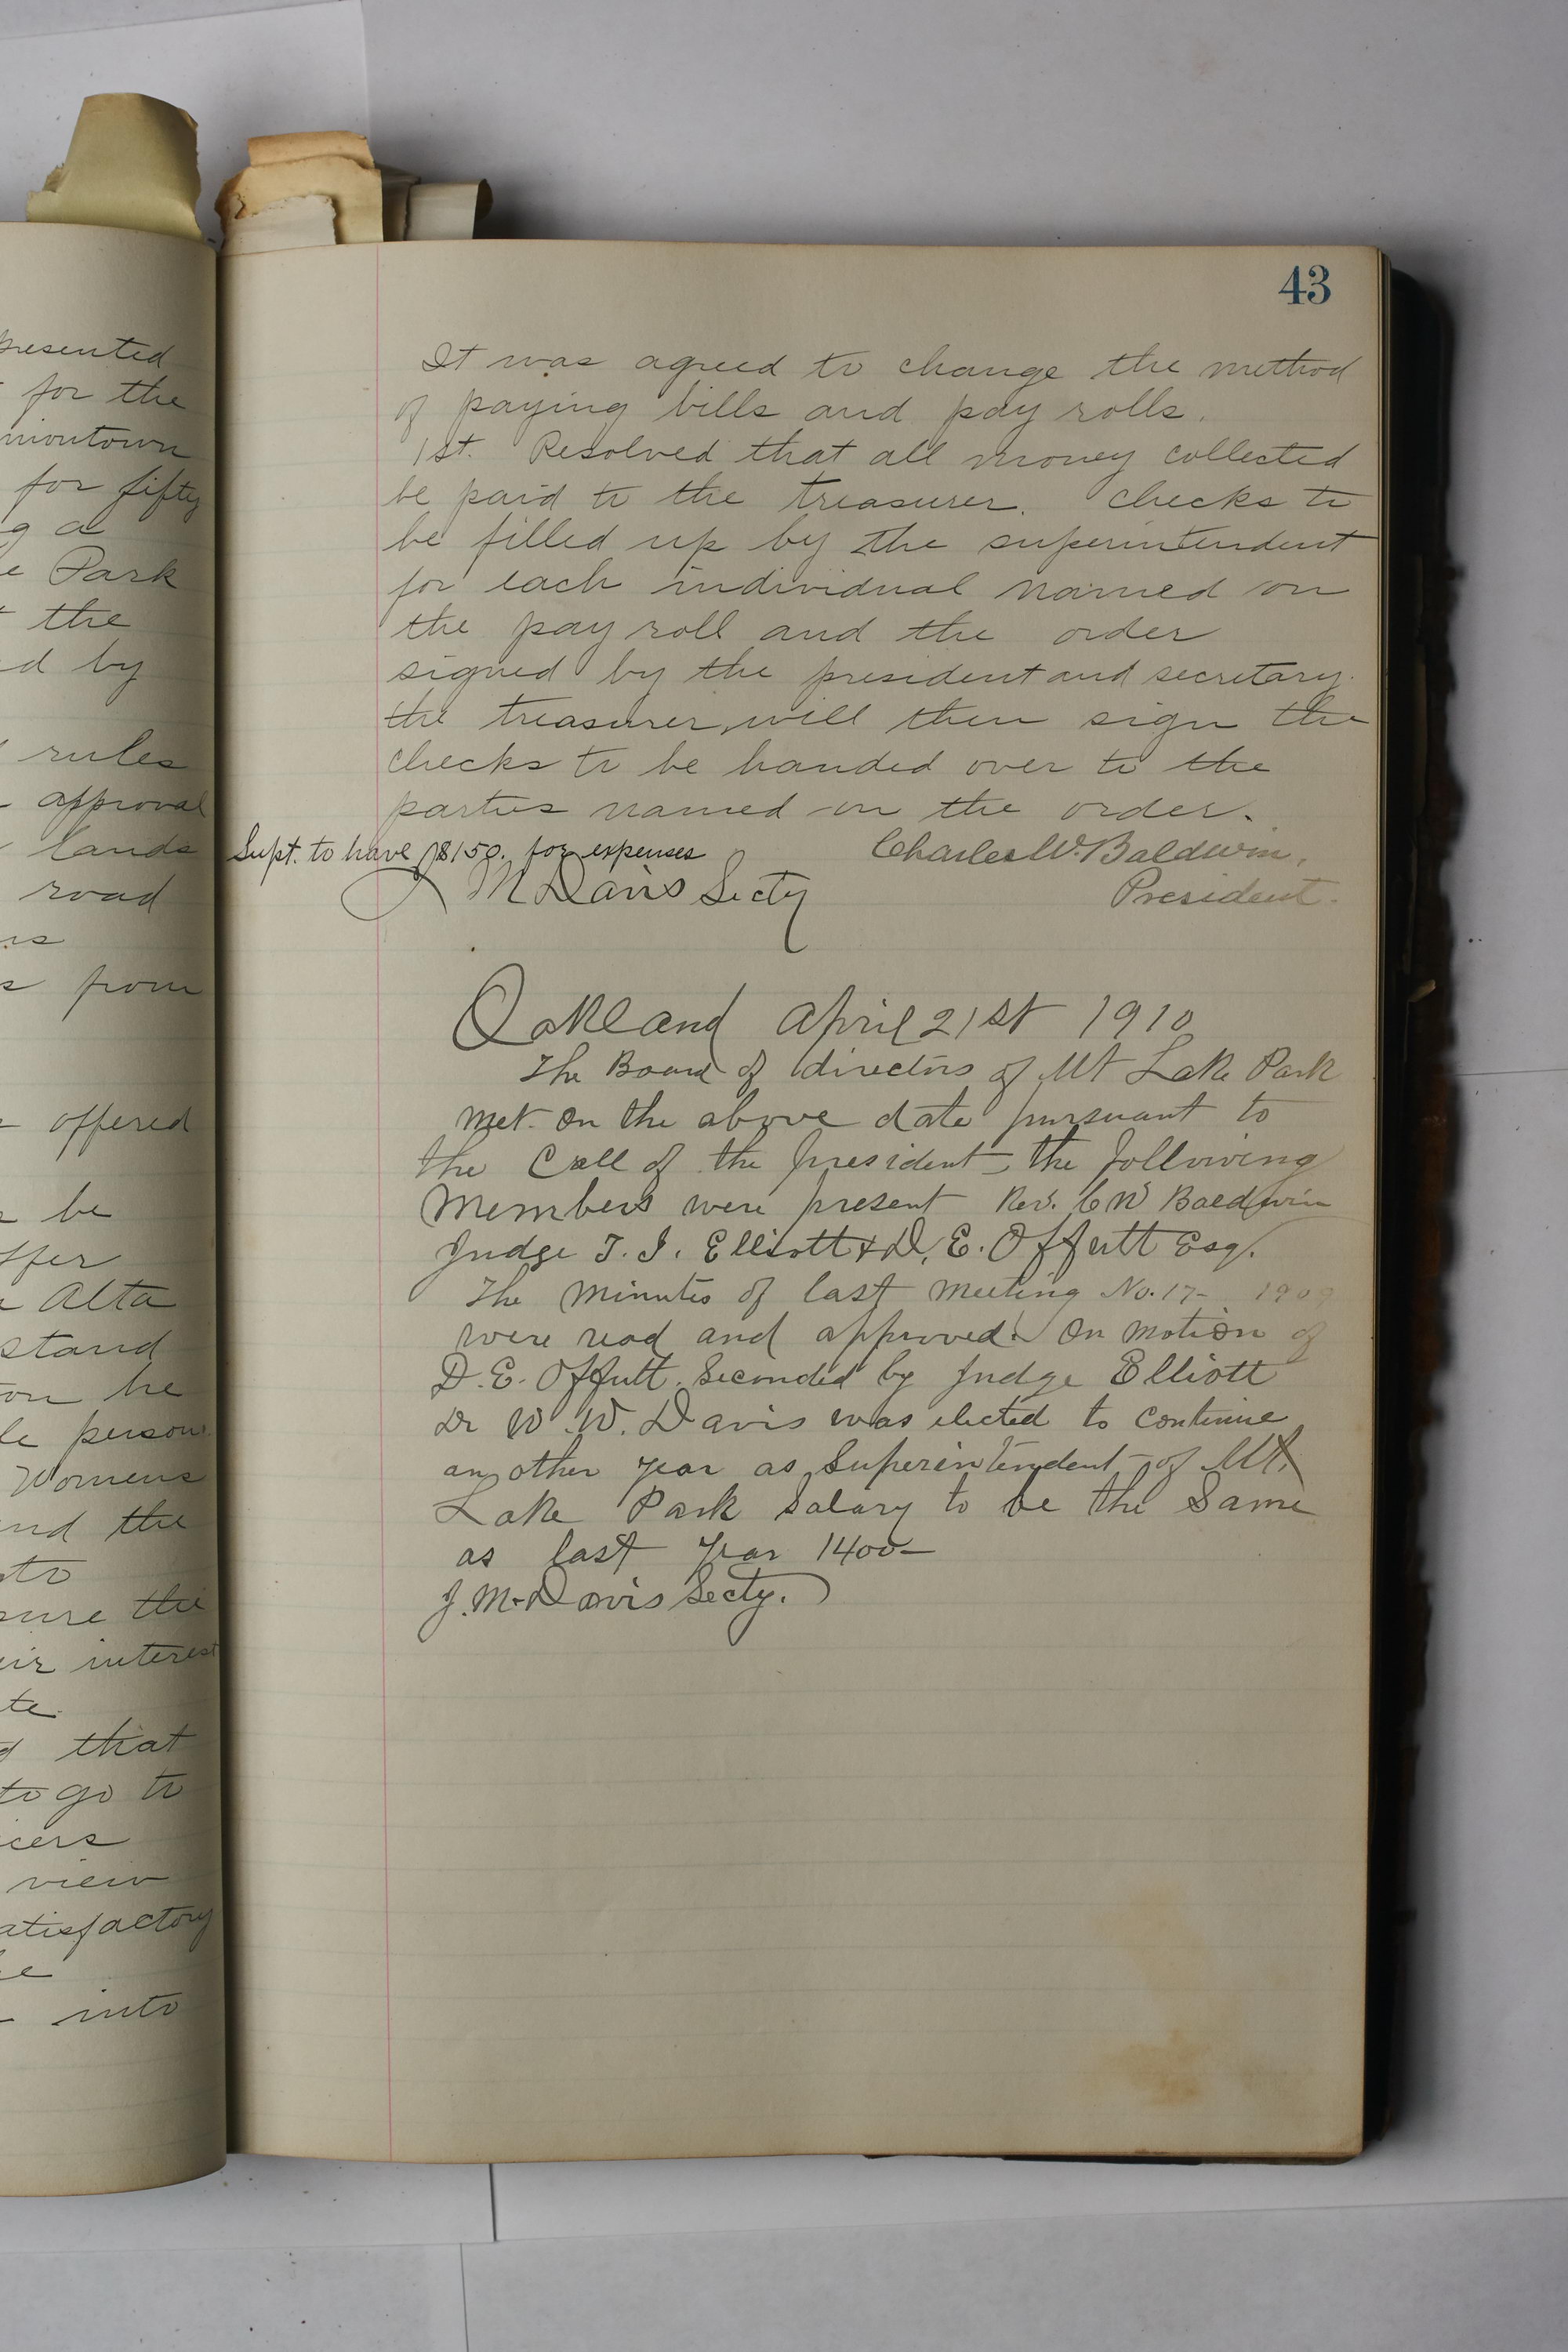 presented
for the
niontown
for fifty
g a
e Park
the
d by
rules
approval
lands
road
is
s from
offered
be
ffer
Alta
stand
on he
le person
Womens
and the
to
sure the
eir interest
te.
d that
to go to
icers
view
atisfactory
he
into
43
It was agreed to change the method
of paying bills and pay rolls.
1st. Resolved that all money collected
be paid to the treasurer. Checks to
be filled up by the superintendent
for each individual named on
the pay roll and the order
signed by the president and secretary.
the treasurer will then sign the
checks to be handed over to the
parties named on the order.
Supt. to have $150. for expenses
Charles W. Baldwin,
J M Davis Secty
President.
Oakland April 21st 1910
The Board of directors of Mt Lake Park
met on the above date pursuant to
the Call of the president the following
Members were present Rev. C W Baldwin
Judge T. J. Elliott & D. E. Offutt Esq.
The minutes of last meeting No. 17- 1909
were read and approved. On motion of
D. E. Offutt. Seconded by Judge Elliott
Dr W. W. Davis was elected to continue
another year as Superintendent of Mt.
Lake Park Salary to be the Same
as last year 1400-
J. M. Davis Secty.